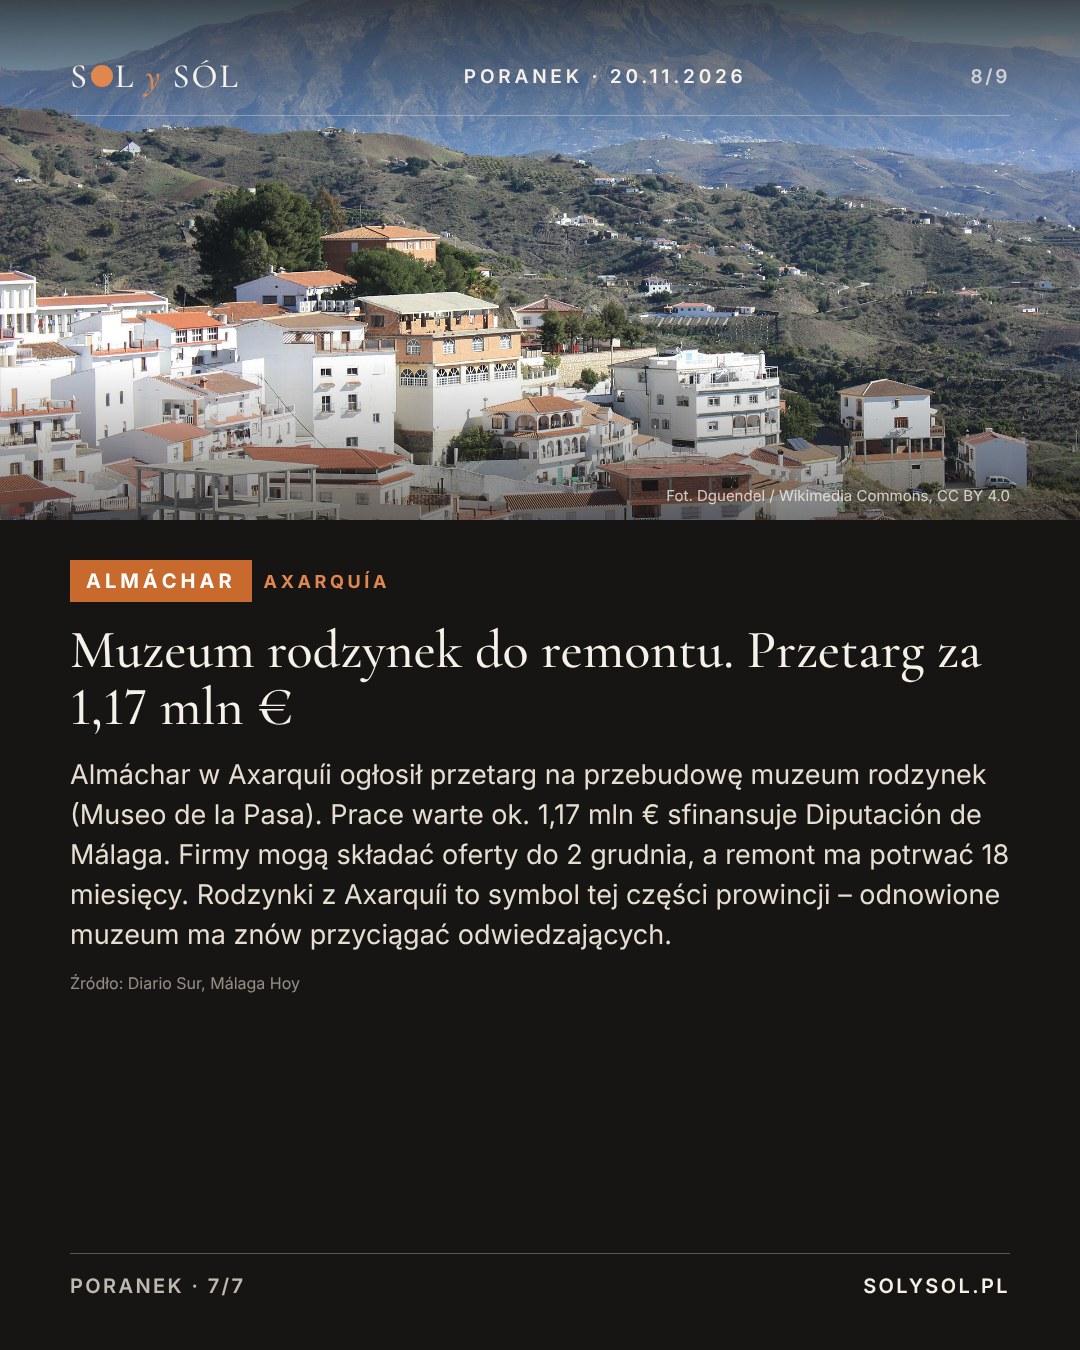 SOL y SÓL
PORANEK · 20.11.2026
8/9
Fot. Dguendel / Wikimedia Commons, CC BY 4.0
ALMÁCHAR AXARQUÍA
Muzeum rodzynek do remontu. Przetarg za
1,17 mln €
Almáchar w Axarquíi ogłosił przetarg na przebudowę muzeum rodzynek
(Museo de la Pasa). Prace warte ok. 1,17 mln € sfinansuje Diputación de
Málaga. Firmy mogą składać oferty do 2 grudnia, a remont ma potrwać 18
miesięcy. Rodzynki z Axarquíi to symbol tej części prowincji – odnowione
muzeum ma znów przyciągać odwiedzających.
Źródło: Diario Sur, Málaga Hoy
PORANEK · 7/7
SOLYSOL.PL